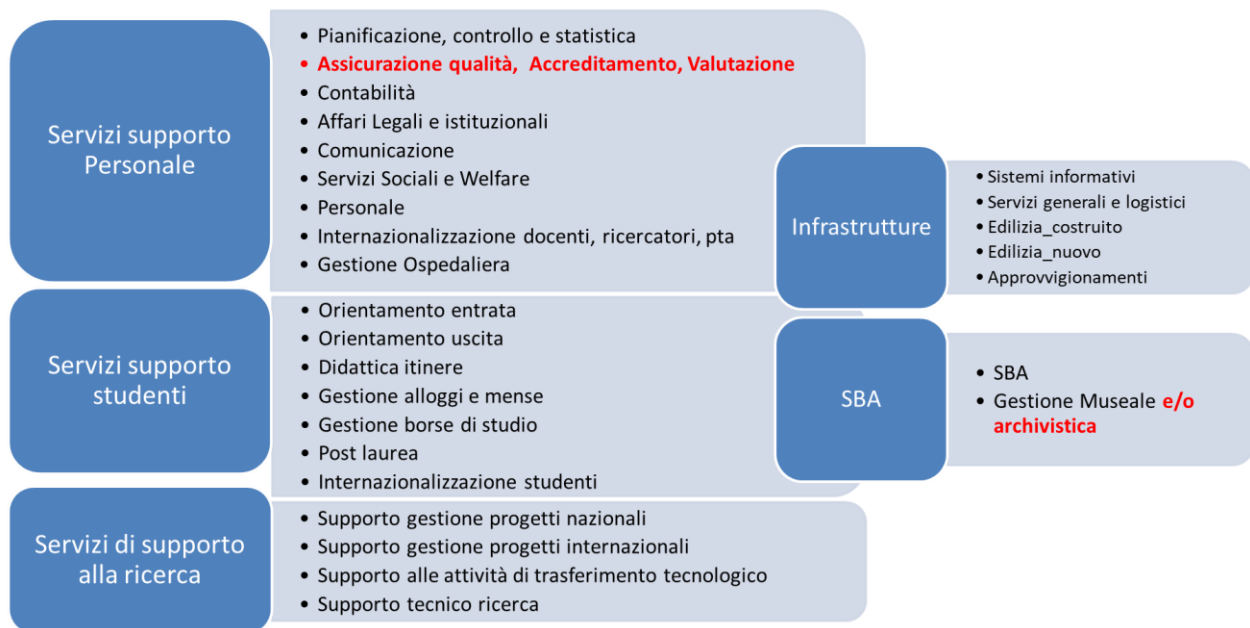 Servizi supporto
Personale
• Pianificazione, controllo e statistica
• Assicurazione qualità, Accreditamento, Valutazione
• Contabilità
• Affari Legali e istituzionali
• Comunicazione
• Servizi Sociali e Welfare
• Personale
• Internazionalizzazione docenti, ricercatori, pta
• Gestione Ospedaliera
Servizi supporto
studenti
• Orientamento entrata
• Orientamento uscita
• Didattica itinere
• Gestione alloggi e mense
• Gestione borse di studio
• Post laurea
• Internazionalizzazione studenti
Servizi di supporto
alla ricerca
• Supporto gestione progetti nazionali
• Supporto gestione progetti internazionali
• Supporto alle attività di trasferimento tecnologico
• Supporto tecnico ricerca
Infrastrutture
• Sistemi informativi
• Servizi generali e logistici
• Edilizia_costruito
• Edilizia_nuovo
• Approvvigionamenti
SBA
• SBA
• Gestione Museale e/o
archivistica